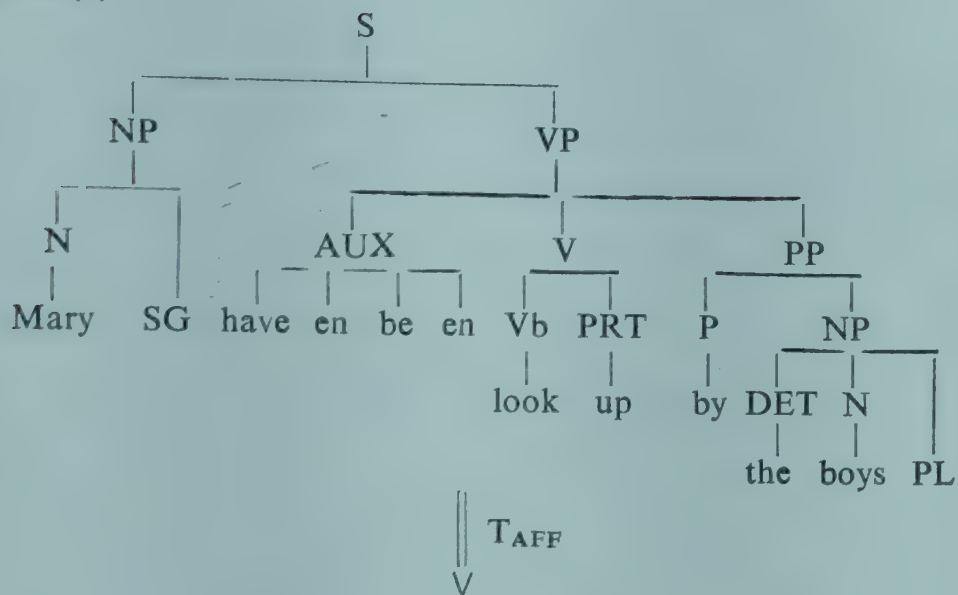 S
NP VP
N AUX V PP
Mary SG have en be en Vb PRT P NP
look up by DET N
the boys PL
TAFF